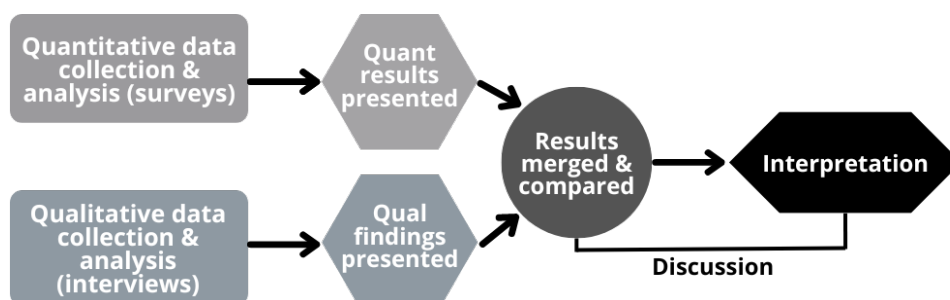 Quantitative data
collection &
analysis (surveys)
Quant
results
presented
Qualitative data
collection &
analysis
(interviews)
Qual
findings
presented
Results
merged &
compared
Interpretation
Discussion